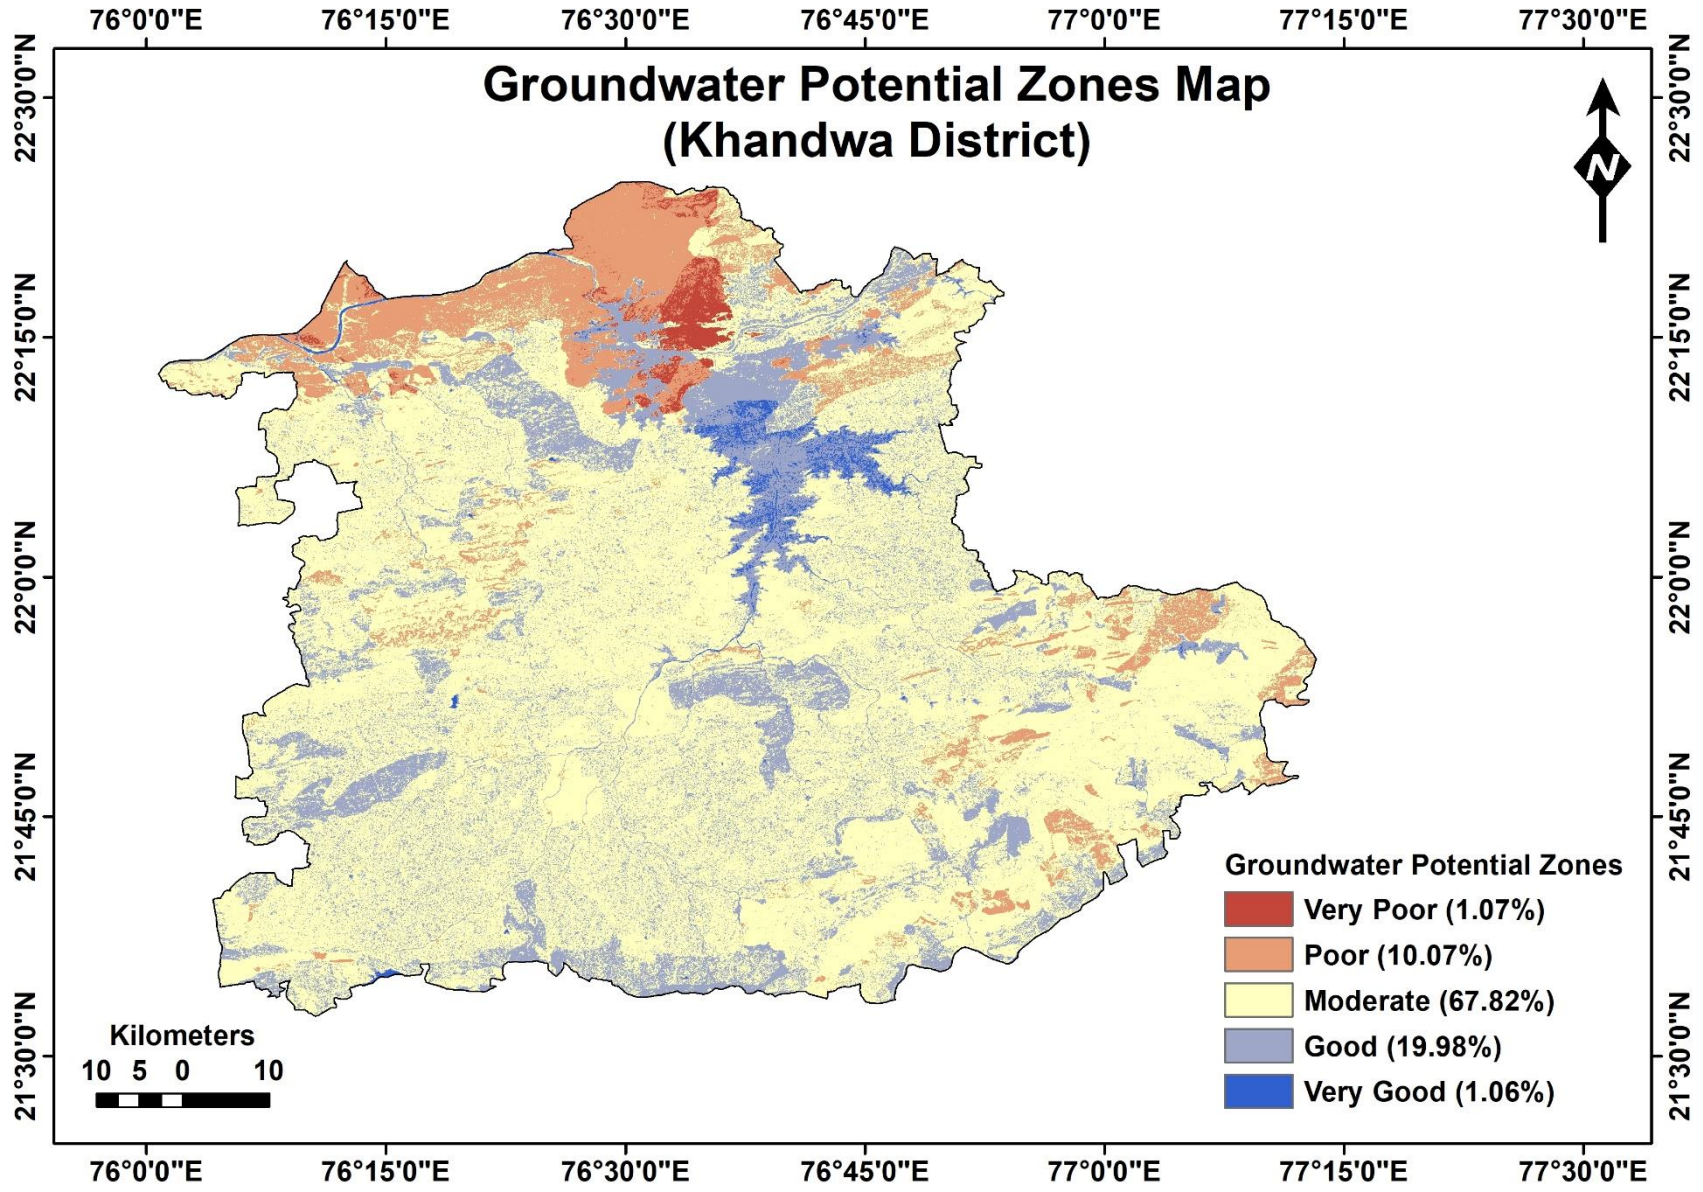 76°0'0"E 76°15'0"E 76°30'0"E 76°45'0"E 77°0'0"E 77°15'0"E 77°30'0"E
Groundwater Potential Zones Map
(Khandwa District)
N
22°30'0"N 22°30'0"N
22°15'0"N 22°15'0"N
22°0'0"N 22°0'0"N
21°45'0"N 21°45'0"N
21°30'0"N 21°30'0"N
Groundwater Potential Zones
Very Poor (1.07%)
Poor (10.07%)
Moderate (67.82%)
Good (19.98%)
Very Good (1.06%)
Kilometers
10 5 0 10
76°0'0"E 76°15'0"E 76°30'0"E 76°45'0"E 77°0'0"E 77°15'0"E 77°30'0"E